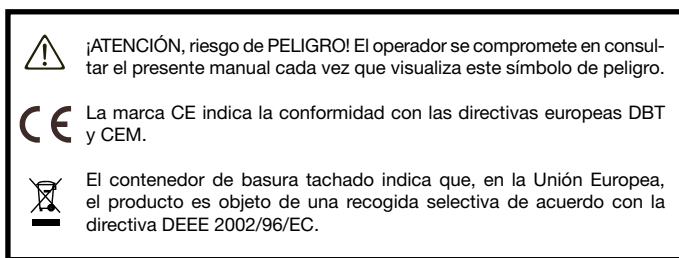 ¡ATENCIÓN, riesgo de PELIGRO! El operador se compromete en consul-
tar el presente manual cada vez que visualiza este símbolo de peligro.
CE La marca CE indica la conformidad con las directivas europeas DBT
y CEM.
El contenedor de basura tachado indica que, en la Unión Europea,
el producto es objeto de una recogida selectiva de acuerdo con la
directiva DEEE 2002/96/EC.